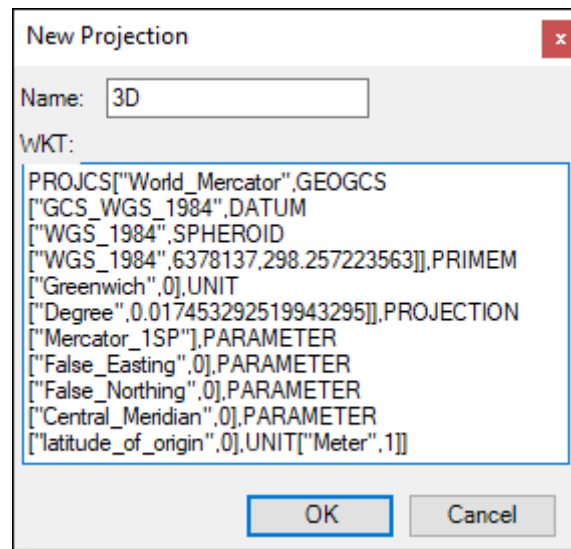 New Projection
x
Name: 3D
WKT:
PROJCS["World_Mercator",GEOGCS
["GCS_WGS_1984",DATUM
["WGS_1984",SPHEROID
["WGS_1984",6378137,298.257223563]],PRIMEM
["Greenwich",0],UNIT
["Degree",0.017453292519943295]],PROJECTION
["Mercator_1SP"],PARAMETER
["False_Easting",0],PARAMETER
["False_Northing",0],PARAMETER
["Central_Meridian",0],PARAMETER
["latitude_of_origin",0],UNIT["Meter",1]]
OK Cancel